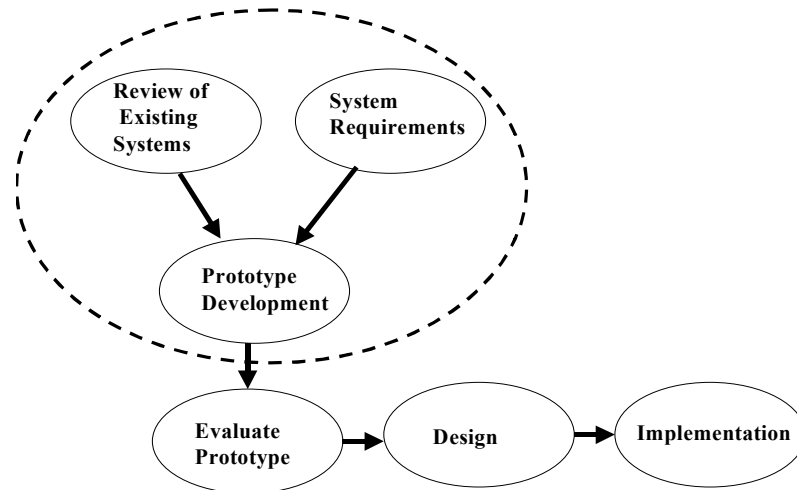 Review of
Existing
Systems
System
Requirements
Prototype
Development
Evaluate
Prototype
Design
Implementation